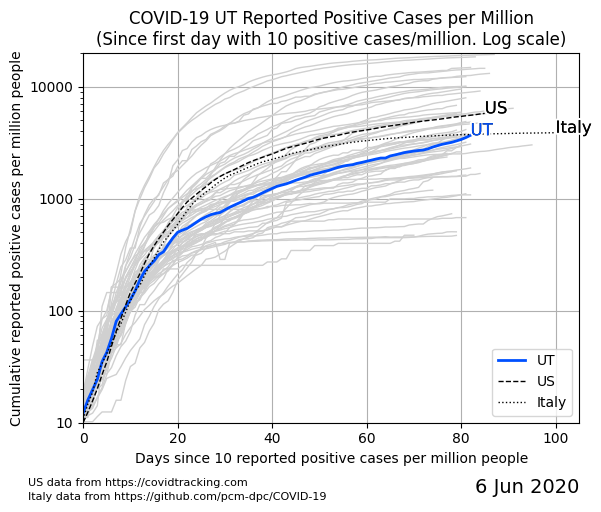 COVID-19 UT Reported Positive Cases per Million
(Since first day with 10 positive cases/million. Log scale)
Cumulative reported positive cases per million people
10000
1000
100
10
US
UT
Italy
UT
US
Italy
0 20 40 60 80 100
Days since 10 reported positive cases per million people
US data from https://covidtracking.com
Italy data from https://github.com/pcm-dpc/COVID-19
6 Jun 2020